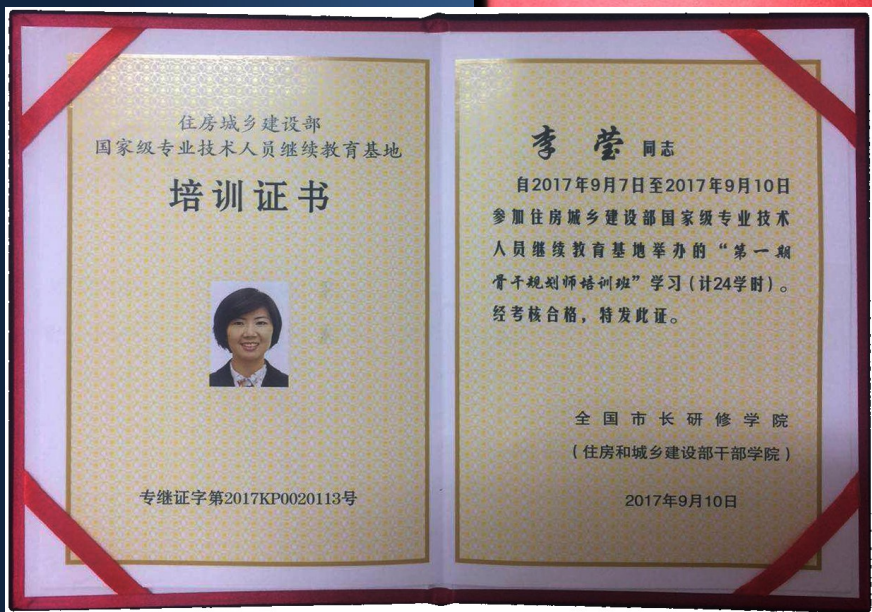 住房城乡建设部
国家级专业技术人员继续教育基地
培训证书
专继证字第2017KP0020113号
李莹 同志
自2017年9月7日至2017年9月10日
参加住房城乡建设部国家级专业技术
人员继续教育基地举办的“第一期
骨干规划师培训班”学习（计24学时）。
经考核合格，特发此证。
全国市长研修学院
（住房和城乡建设部干部学院）
2017年9月10日